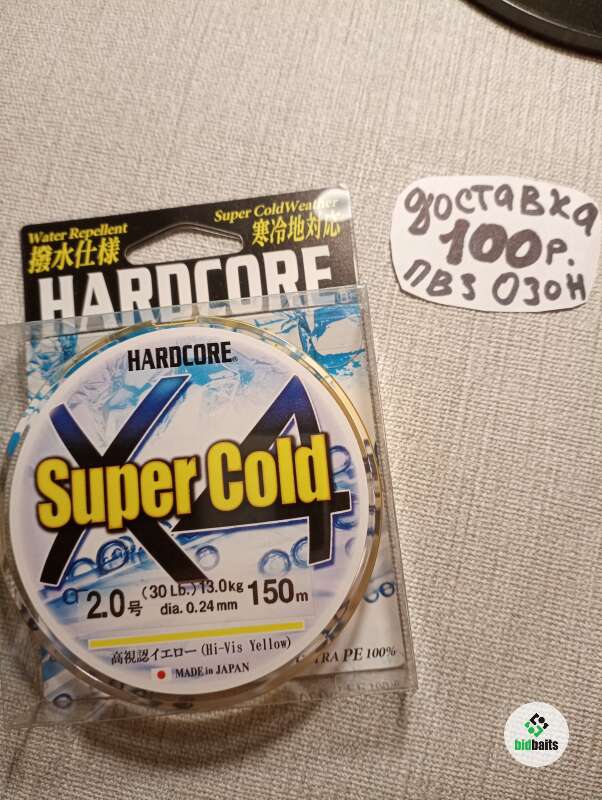 Water Repellent
撥水仕様
Super ColdWeather
寒冷地対応
HARDCORE
HARDCORE®
X4
Super Cold
2.0号 (30 Lb.) 13.0kg 150m
dia. 0.24mm
高視認イエロー(Hi-Vis Yellow)
MADE in JAPAN
PE 100%
доставка
100р.
ПВЗ ОЗОН
bidbaits